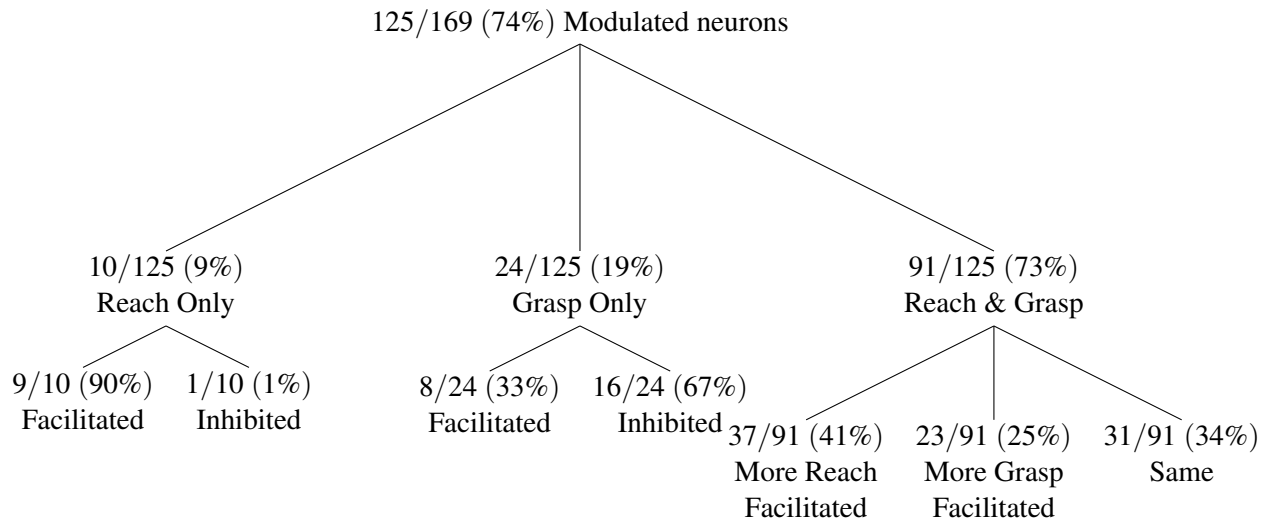 125/169 (74%) Modulated neurons
10/125 (9%)
Reach Only
24/125 (19%)
Grasp Only
91/125 (73%)
Reach & Grasp
9/10 (90%)
Facilitated
1/10 (1%)
Inhibited
8/24 (33%)
Facilitated
16/24 (67%)
Inhibited
37/91 (41%)
More Reach
Facilitated
23/91 (25%)
More Grasp
Facilitated
31/91 (34%)
Same